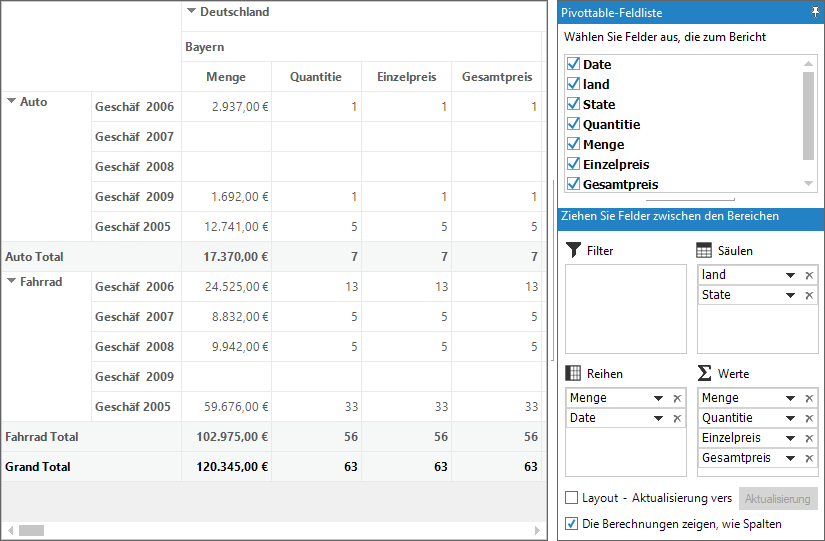 Deutschland
Bayern
Menge Quantitie Einzelpreis Gesamtpreis
Auto Geschäf 2006 2.937,00 € 1 1 1
Geschäf 2007
Geschäf 2008
Geschäf 2009 1.692,00 € 1 1 1
Geschäf 2005 12.741,00 € 5 5 5
Auto Total 17.370,00 € 7 7 7
Fahrrad Geschäf 2006 24.525,00 € 13 13 13
Geschäf 2007 8.832,00 € 5 5 5
Geschäf 2008 9.942,00 € 5 5 5
Geschäf 2009
Geschäf 2005 59.676,00 € 33 33 33
Fahrrad Total 102.975,00 € 56 56 56
Grand Total 120.345,00 € 63 63 63
Pivottable-Feldliste
Wählen Sie Felder aus, die zum Bericht
Date
land
State
Quantitie
Menge
Einzelpreis
Gesamtpreis
Ziehen Sie Felder zwischen den Bereichen
Filter
Säulen
land
State
Reihen
Menge
Date
Werte
Menge
Quantitie
Einzelpreis
Gesamtpreis
Layout - Aktualisierung vers Aktualisierung
Die Berechnungen zeigen, wie Spalten